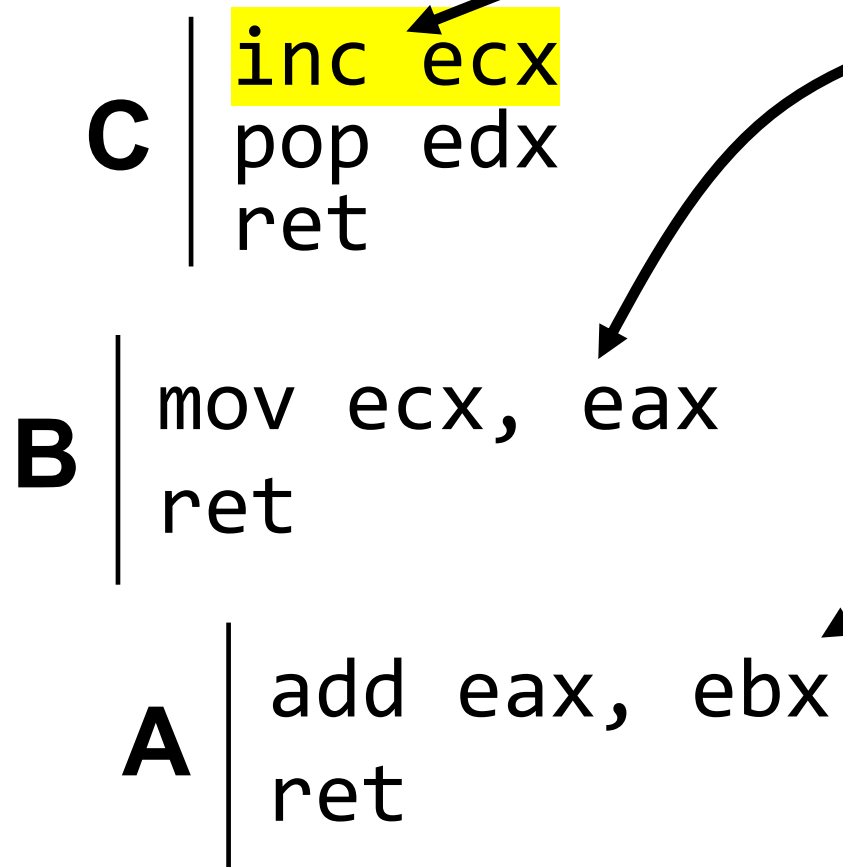 C
inc ecx
pop edx
ret
B
mov ecx, eax
ret
A
add eax, ebx
ret